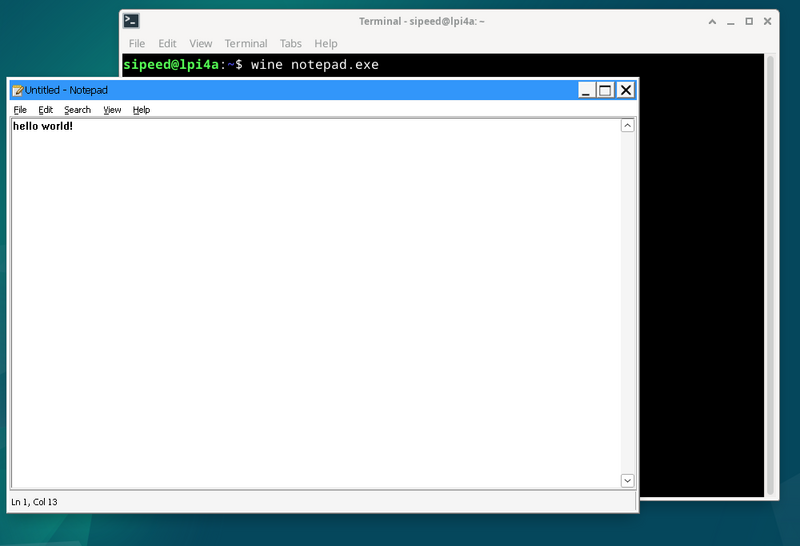 Terminal - sipeed@lpi4a: ~
File Edit View Terminal Tabs Help
sipeed@lpi4a:~$ wine notepad.exe
Untitled - Notepad
File Edit Search View Help
hello world!
Ln 1, Col 13